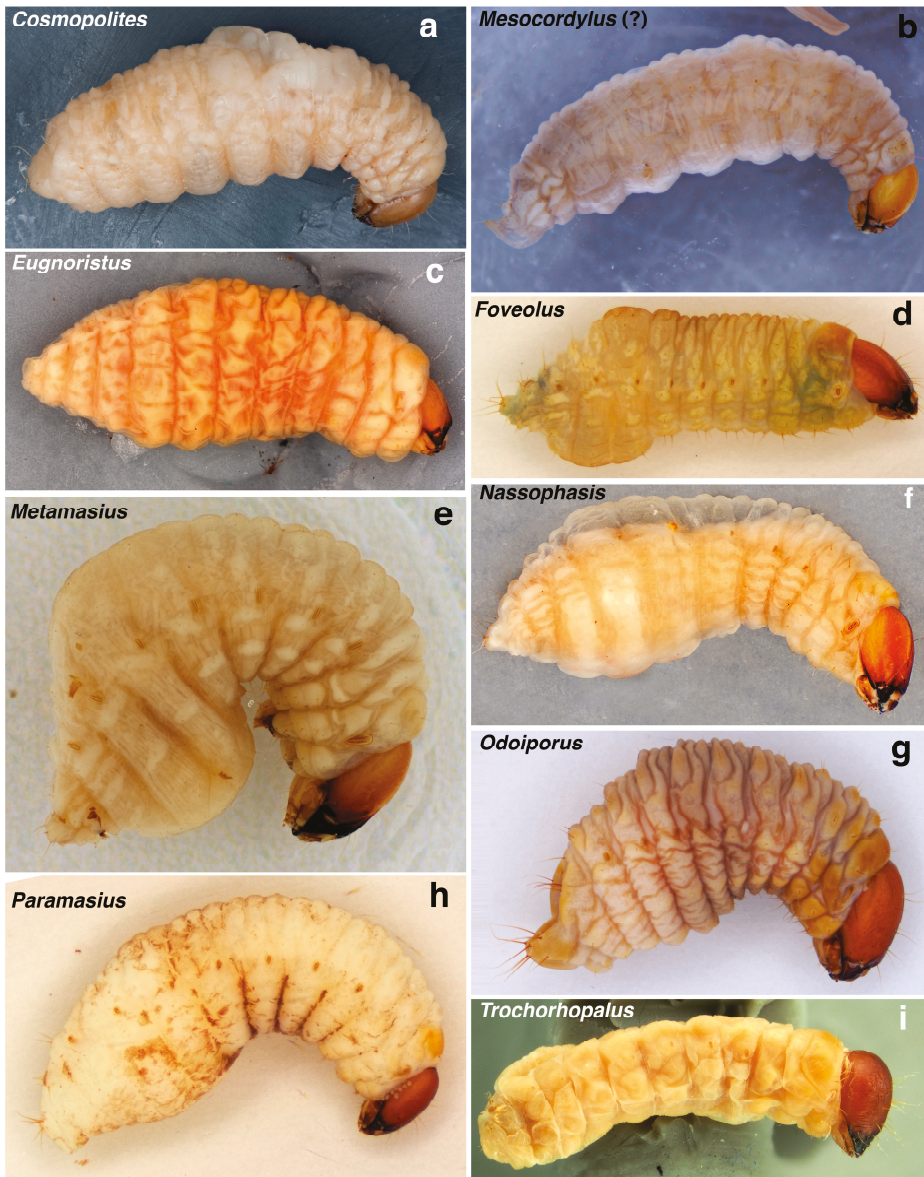 Cosmopolites a
Mesocordylus (?) b
Eugnoristus c
Foveolus d
Metamasius e
Nassophasis f
Odoiporus g
Paramasius h
Trochorhopalus i